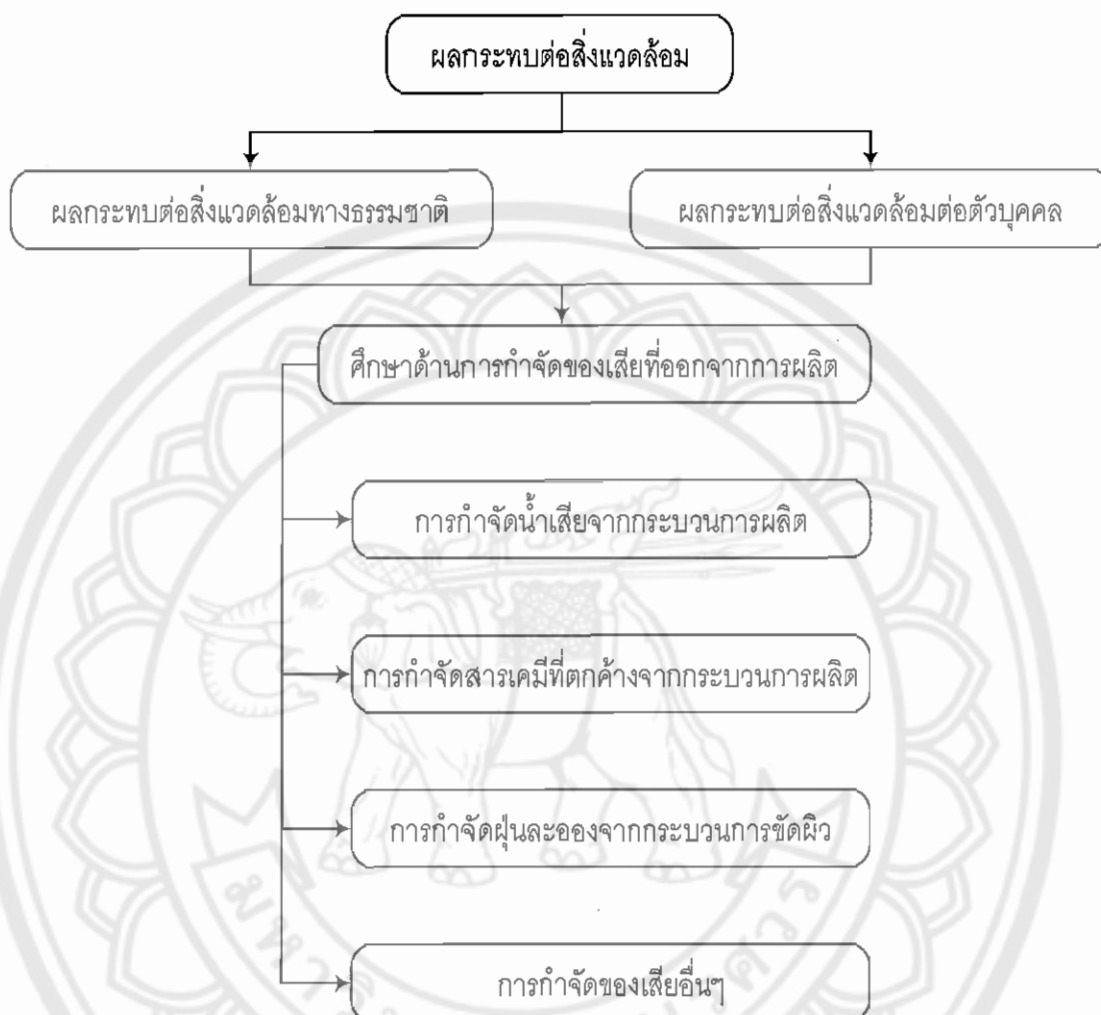 ผลกระทบต่อสิ่งแวดล้อม
ผลกระทบต่อสิ่งแวดล้อมทางธรรมชาติ
ผลกระทบต่อสิ่งแวดล้อมต่อตัวบุคคล
ศึกษาด้านการกำจัดของเสียที่ออกจากการผลิต
การกำจัดน้ำเสียจากกระบวนการผลิต
การกำจัดสารเคมีที่ตกค้างจากกระบวนการผลิต
การกำจัดฝุ่นละอองจากกระบวนการขัดผิว
การกำจัดของเสียอื่นๆ